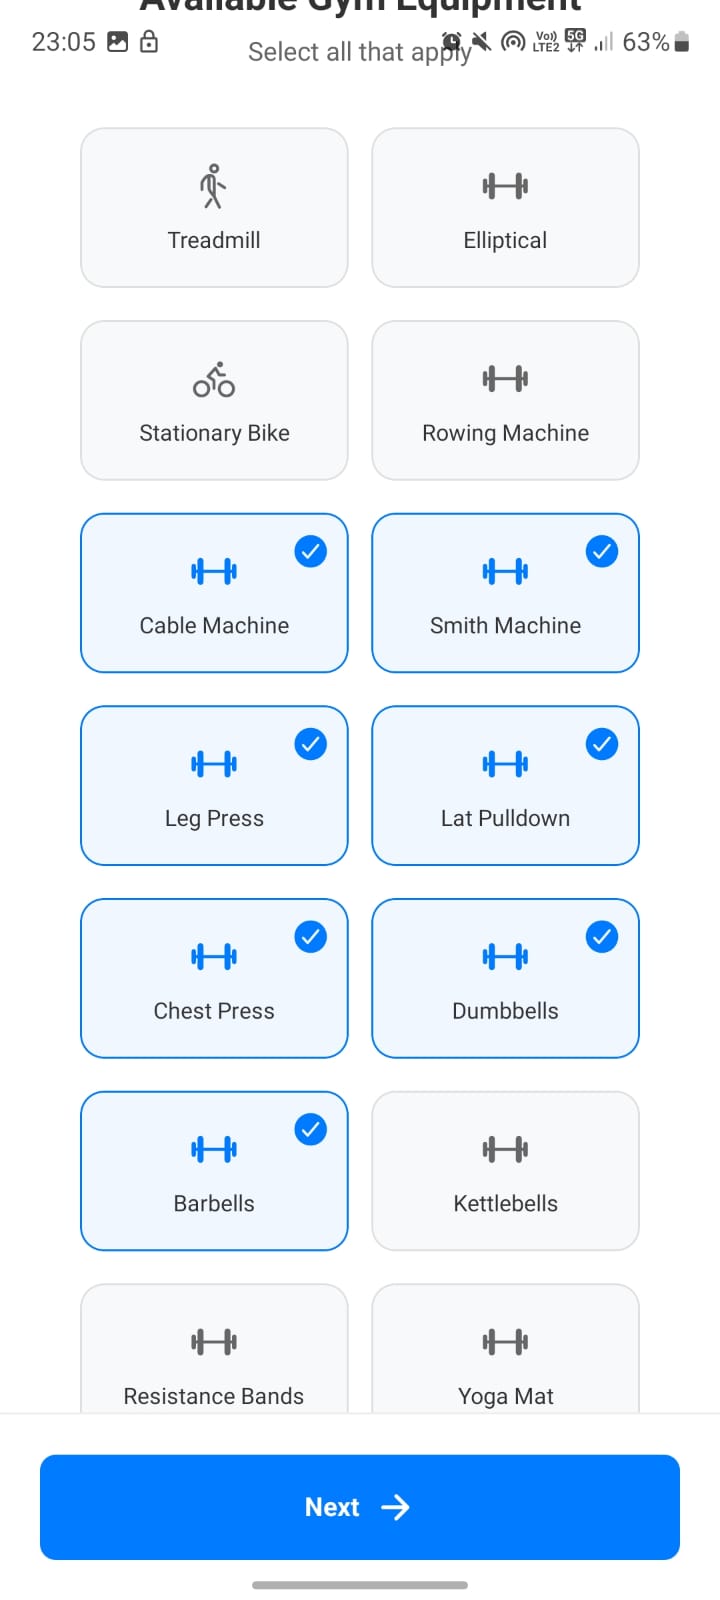 Available Gym Equipment
23:05 Vo)) LTE2 5G 63%
Select all that apply
Treadmill
Elliptical
Stationary Bike
Rowing Machine
Cable Machine
Smith Machine
Leg Press
Lat Pulldown
Chest Press
Dumbbells
Barbells
Kettlebells
Resistance Bands
Yoga Mat
Next